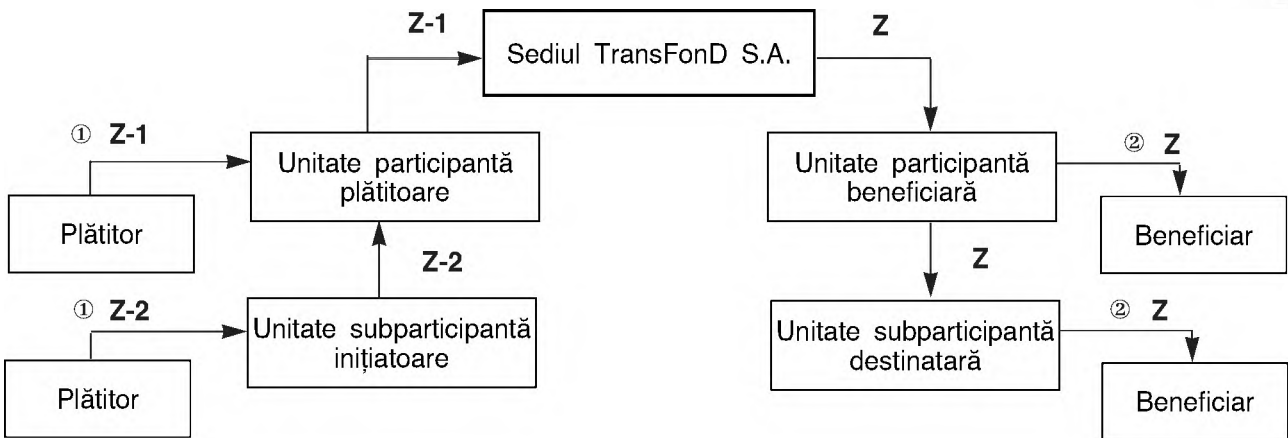 Z-1
Sediul TransFonD S.A.
Z
① Z-1
Unitate participantă
plătitoare
Unitate participantă
beneficiară
② Z
Plătitor
Beneficiar
Z-2
Z
① Z-2
Unitate subparticipantă
inițiatoare
Unitate subparticipantă
destinatară
② Z
Plătitor
Beneficiar